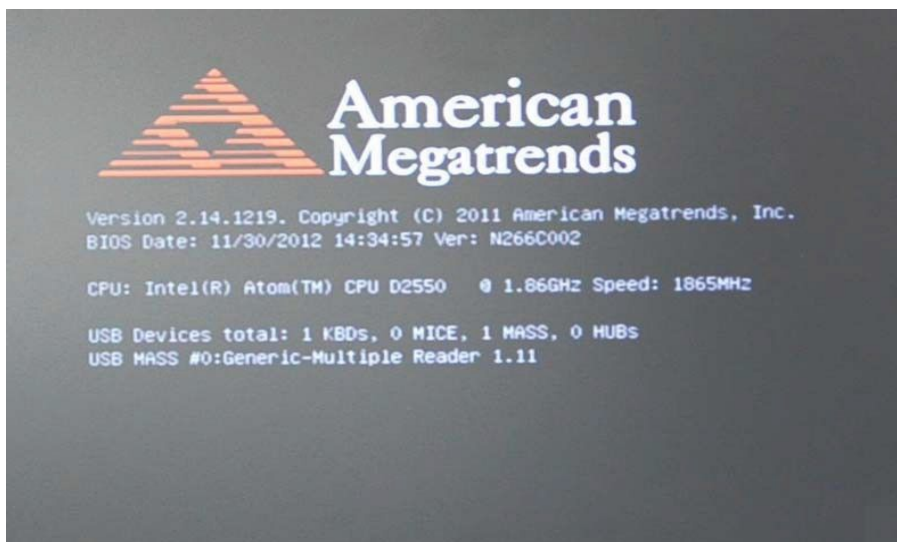 American
Megatrends
Version 2.14.1219. Copyright (C) 2011 American Megatrends, Inc.
BIOS Date: 11/30/2012 14:34:57 Ver: N266C002
CPU: Intel(R) Atom(TM) CPU D2550 @ 1.86GHz Speed: 1865MHz
USB Devices total: 1 KBDs, 0 MICE, 1 MASS, 0 HUBs
USB MASS #0:Generic-Multiple Reader 1.11